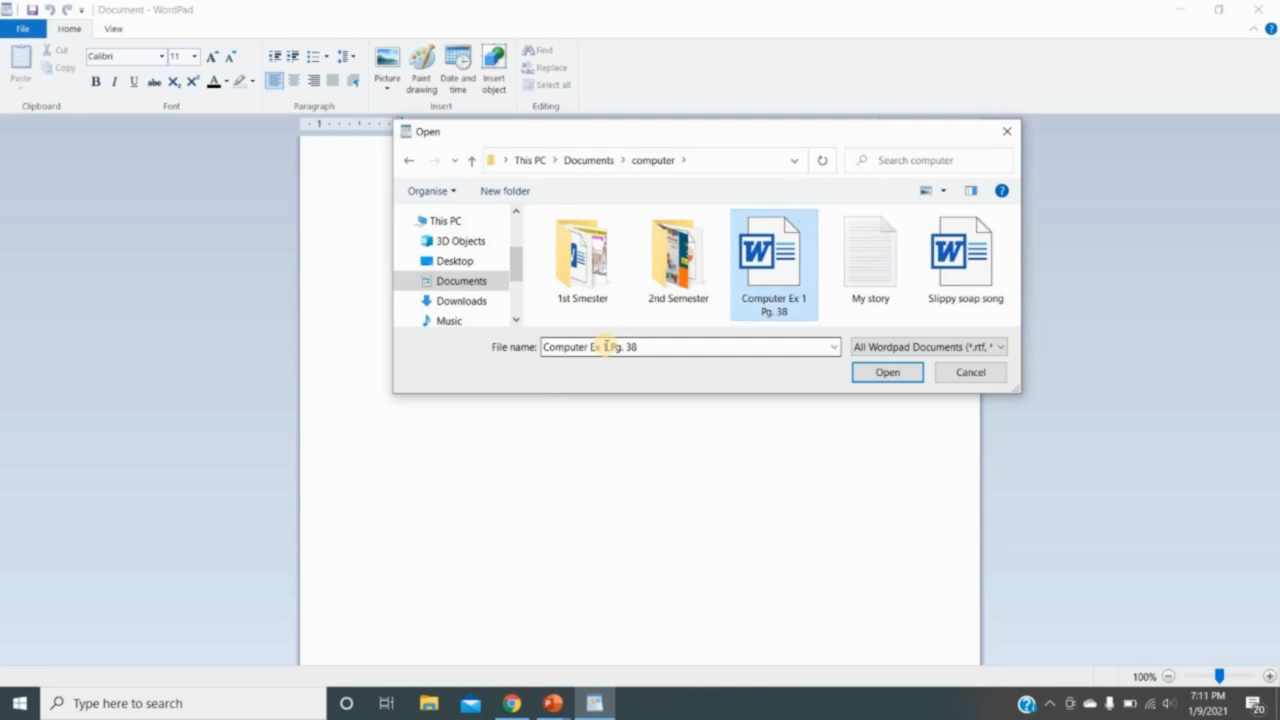 Document - WordPad
File Home View
Paste
Cut
Copy
Clipboard
Calibri 11
Font
Paragraph
Picture
Paint drawing
Date and time
Insert object
Insert
Find
Replace
Select all
Editing
Open
This PC > Documents > computer >
Search computer
Organise
New folder
This PC
3D Objects
Desktop
Documents
Downloads
Music
1st Smester
2nd Semester
Computer Ex 1
Pg. 38
My story
Slippy soap song
File name: Computer Ex 1 Pg. 38
All Wordpad Documents (*.rtf, *
Open
Cancel
100%
Type here to search
7:11 PM
1/9/2021
20